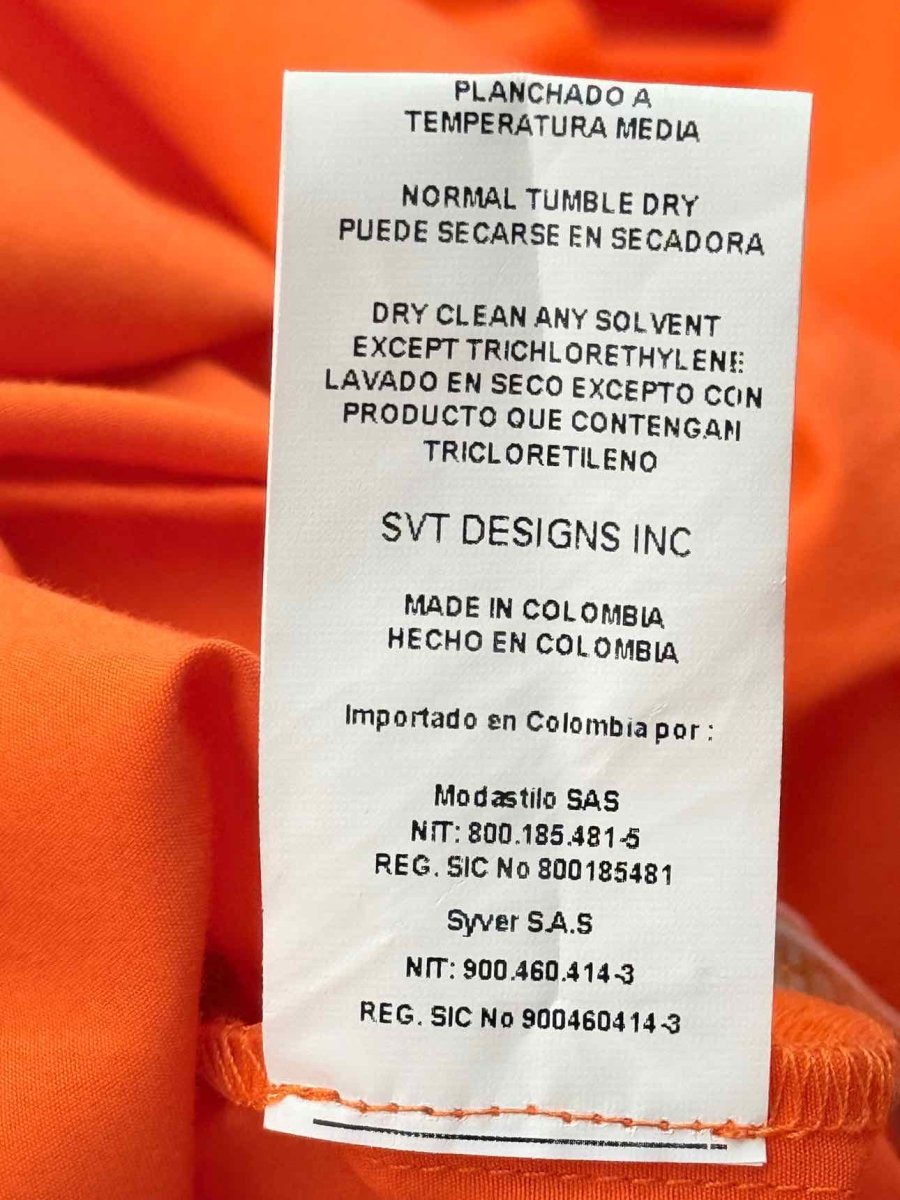 PLANCHADO A
TEMPERATURA MEDIA
NORMAL TUMBLE DRY
PUEDE SECARSE EN SECADORA
DRY CLEAN ANY SOLVENT
EXCEPT TRICHLORETHYLENE
LAVADO EN SECO EXCEPTO CON
PRODUCTO QUE CONTENGAN
TRICLORETILENO
SVT DESIGNS INC
MADE IN COLOMBIA
HECHO EN COLOMBIA
Importado en Colombia por :
Modastilo SAS
NIT: 800.185.481-5
REG. SIC No 800185481
Syver S.A.S
NIT: 900.460.414-3
REG. SIC No 900460414-3